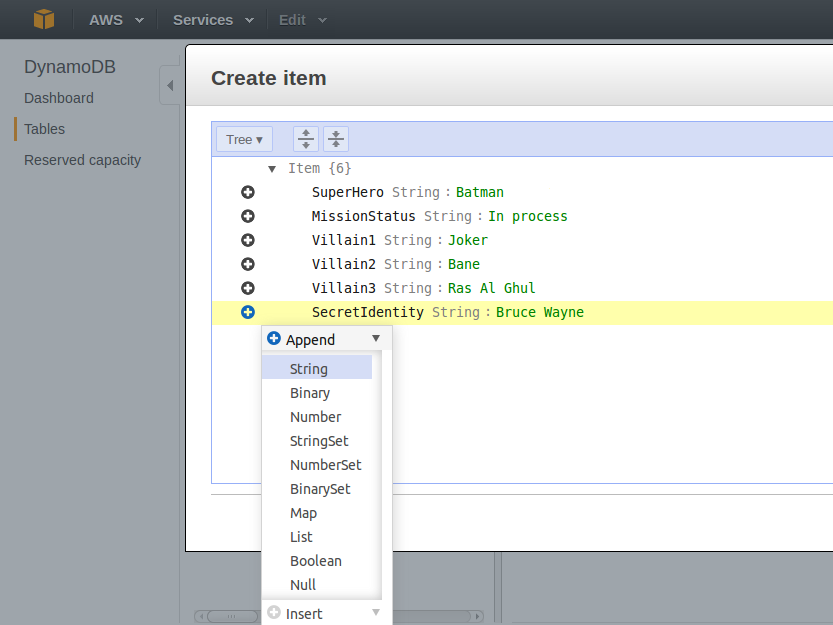 AWS Services Edit
DynamoDB
Dashboard
Tables
Reserved capacity
Create item
Tree
Item {6}
SuperHero String : Batman
MissionStatus String : In process
Villain1 String : Joker
Villain2 String : Bane
Villain3 String : Ras Al Ghul
SecretIdentity String : Bruce Wayne
Append
String
Binary
Number
StringSet
NumberSet
BinarySet
Map
List
Boolean
Null
Insert